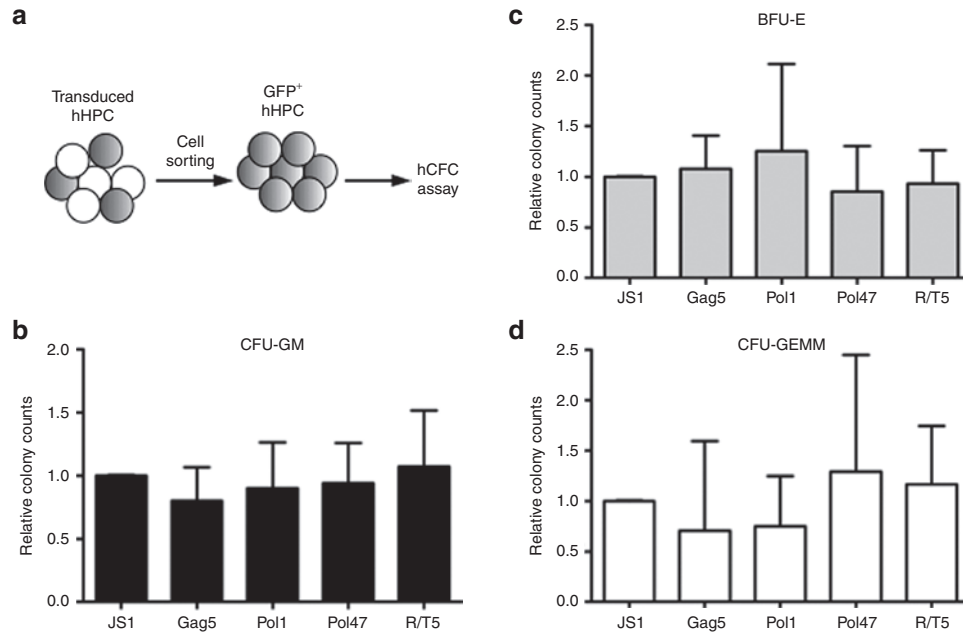 a
Transduced
hHPC
Cell
sorting
GFP⁺
hHPC
hCFC
assay
b
CFU-GM
Relative colony counts
2.0
1.5
1.0
0.5
0.0
JS1 Gag5 Pol1 Pol47 R/T5
c
BFU-E
Relative colony counts
2.5
2.0
1.5
1.0
0.5
0.0
JS1 Gag5 Pol1 Pol47 R/T5
d
CFU-GEMM
Relative colony counts
2.5
2.0
1.5
1.0
0.5
0.0
JS1 Gag5 Pol1 Pol47 R/T5